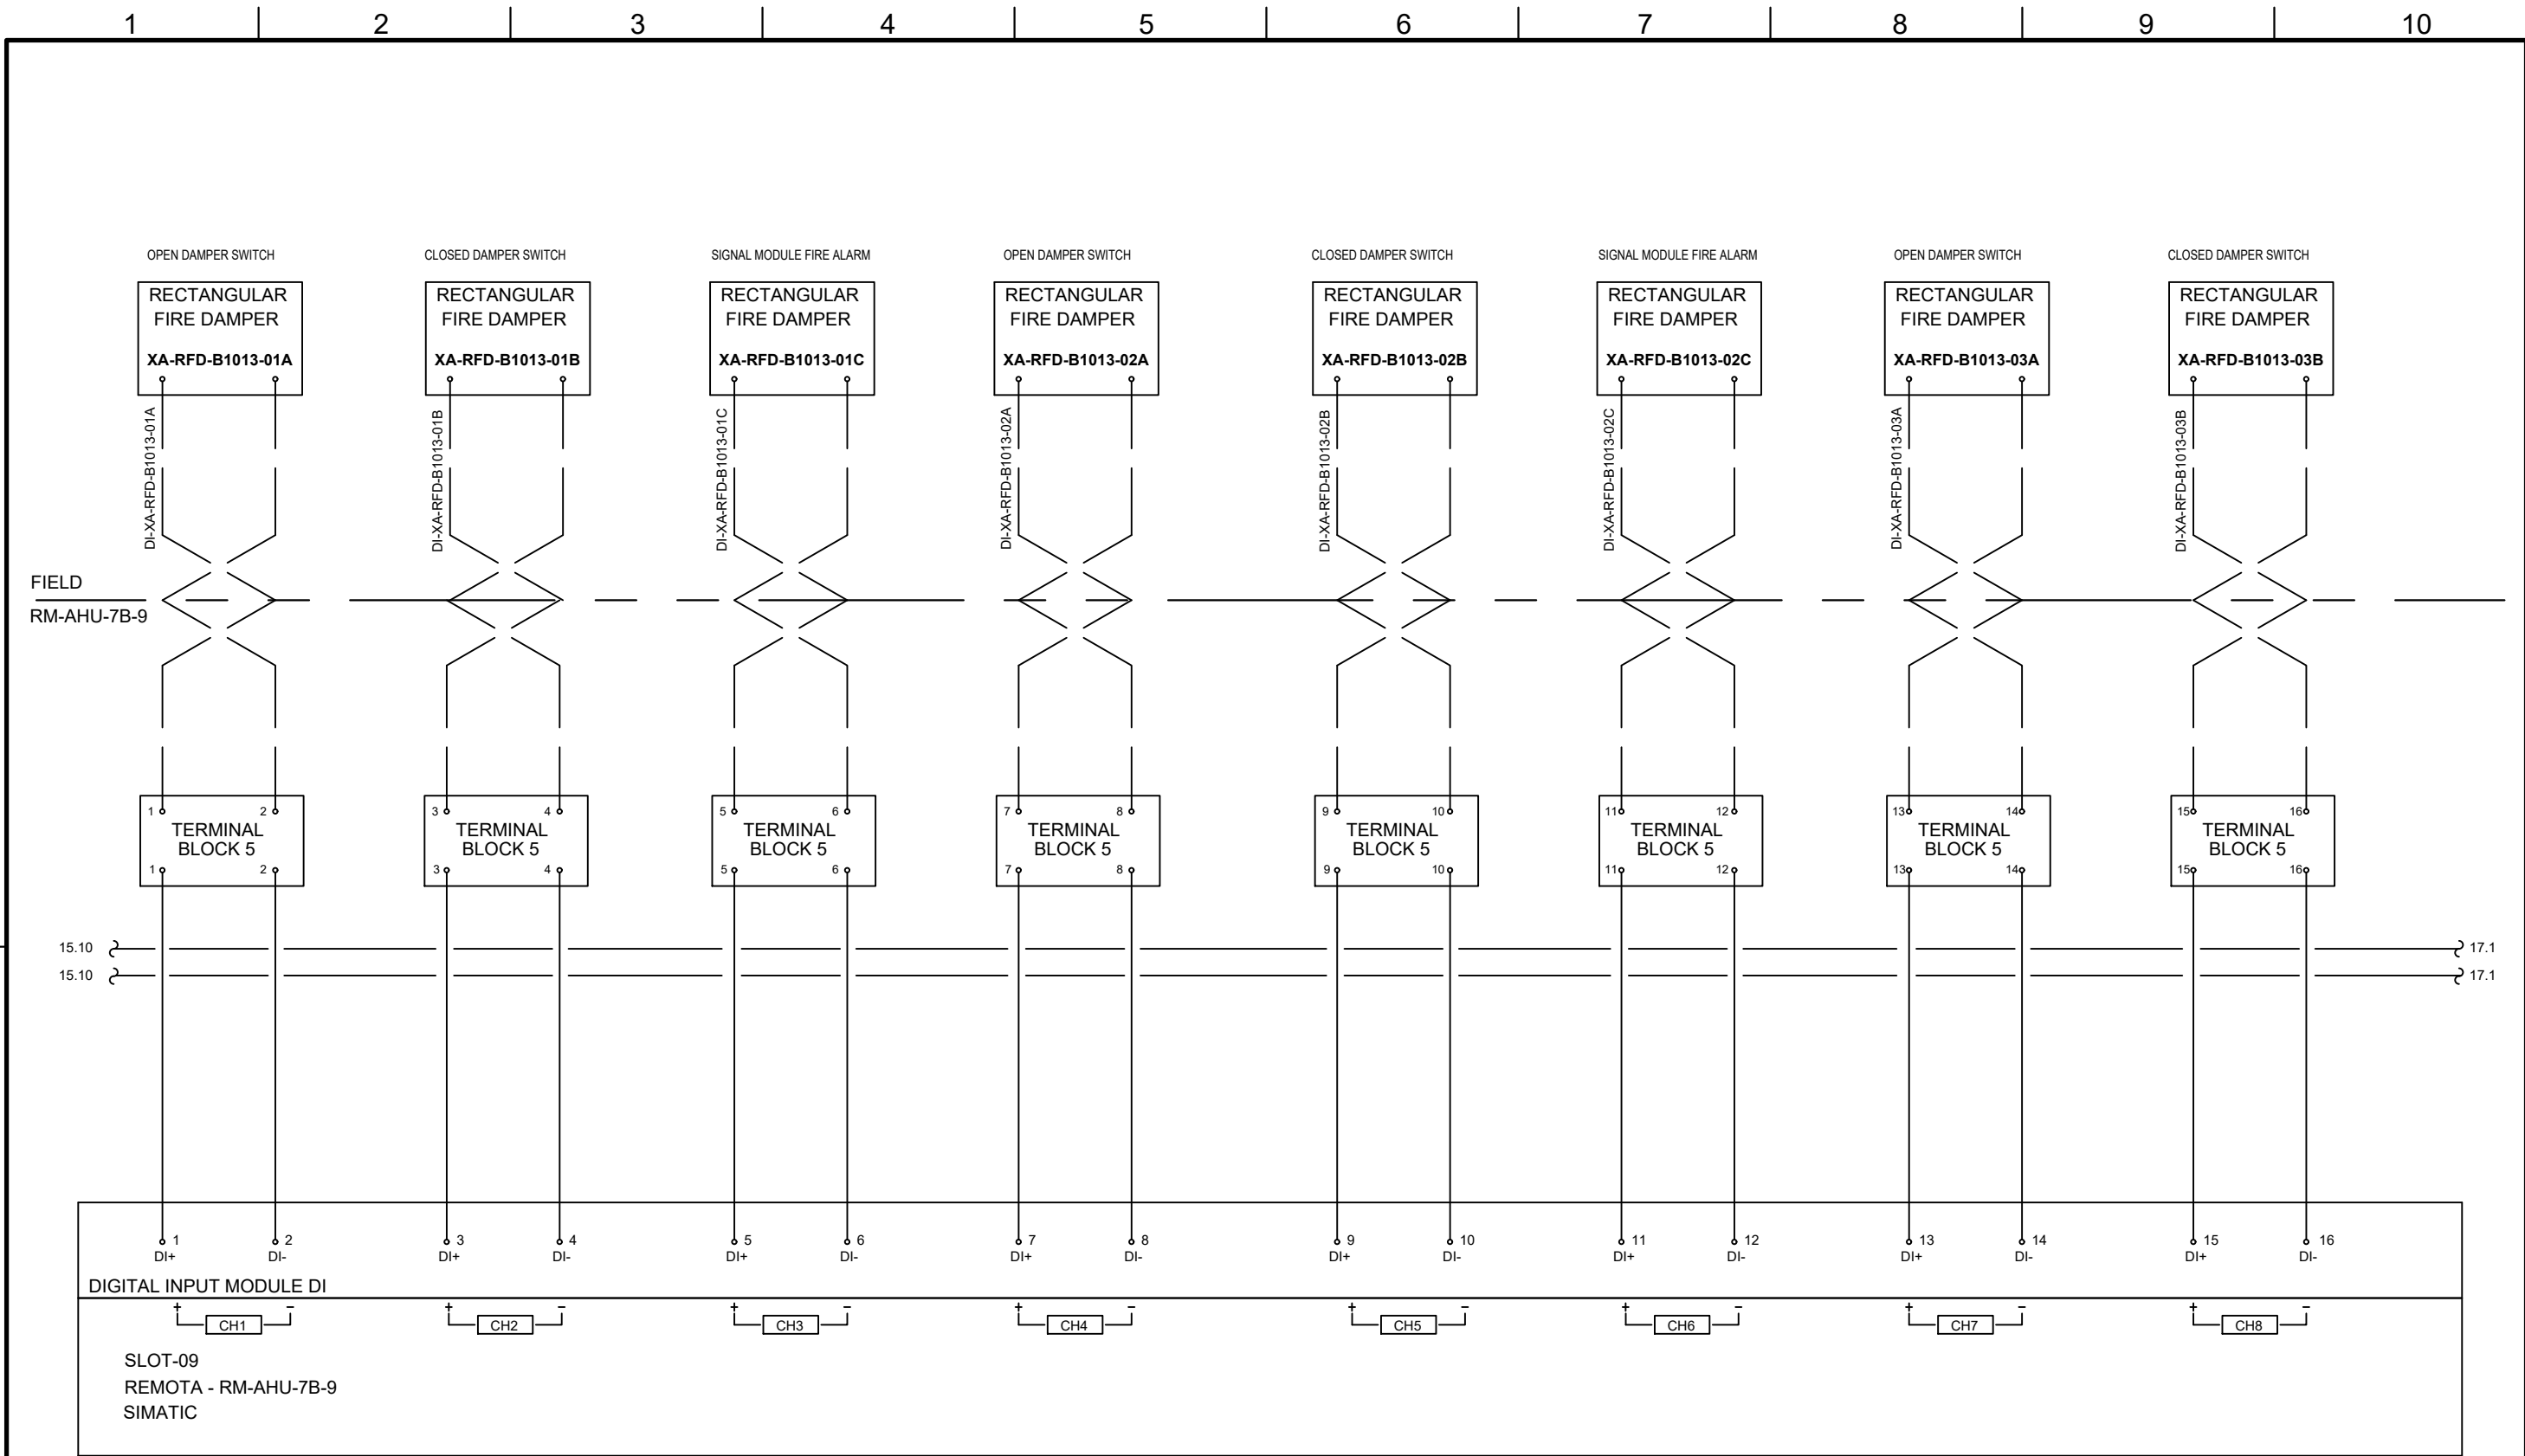 1 2 3 4 5 6 7 8 9 10
OPEN DAMPER SWITCH CLOSED DAMPER SWITCH SIGNAL MODULE FIRE ALARM OPEN DAMPER SWITCH CLOSED DAMPER SWITCH SIGNAL MODULE FIRE ALARM OPEN DAMPER SWITCH CLOSED DAMPER SWITCH
RECTANGULAR RECTANGULAR RECTANGULAR RECTANGULAR RECTANGULAR RECTANGULAR RECTANGULAR RECTANGULAR
FIRE DAMPER FIRE DAMPER FIRE DAMPER FIRE DAMPER FIRE DAMPER FIRE DAMPER FIRE DAMPER FIRE DAMPER
XA-RFD-B1013-01A XA-RFD-B1013-01B XA-RFD-B1013-01C XA-RFD-B1013-02A XA-RFD-B1013-02B XA-RFD-B1013-02C XA-RFD-B1013-03A XA-RFD-B1013-03B
DI-XA-RFD-B1013-01A DI-XA-RFD-B1013-01B DI-XA-RFD-B1013-01C DI-XA-RFD-B1013-02A DI-XA-RFD-B1013-02B DI-XA-RFD-B1013-02C DI-XA-RFD-B1013-03A DI-XA-RFD-B1013-03B
FIELD
RM-AHU-7B-9
1 2 3 4 5 6 7 8 9 10 11 12 13 14 15 16
TERMINAL TERMINAL TERMINAL TERMINAL TERMINAL TERMINAL TERMINAL TERMINAL
BLOCK 5 BLOCK 5 BLOCK 5 BLOCK 5 BLOCK 5 BLOCK 5 BLOCK 5 BLOCK 5
1 2 3 4 5 6 7 8 9 10 11 12 13 14 15 16
15.10 17.1
15.10 17.1
1 2 3 4 5 6 7 8 9 10 11 12 13 14 15 16
DI+ DI- DI+ DI- DI+ DI- DI+ DI- DI+ DI- DI+ DI- DI+ DI- DI+ DI-
DIGITAL INPUT MODULE DI
+ - + - + - + - + - + - + - + -
CH1 CH2 CH3 CH4 CH5 CH6 CH7 CH8
SLOT-09
REMOTA - RM-AHU-7B-9
SIMATIC